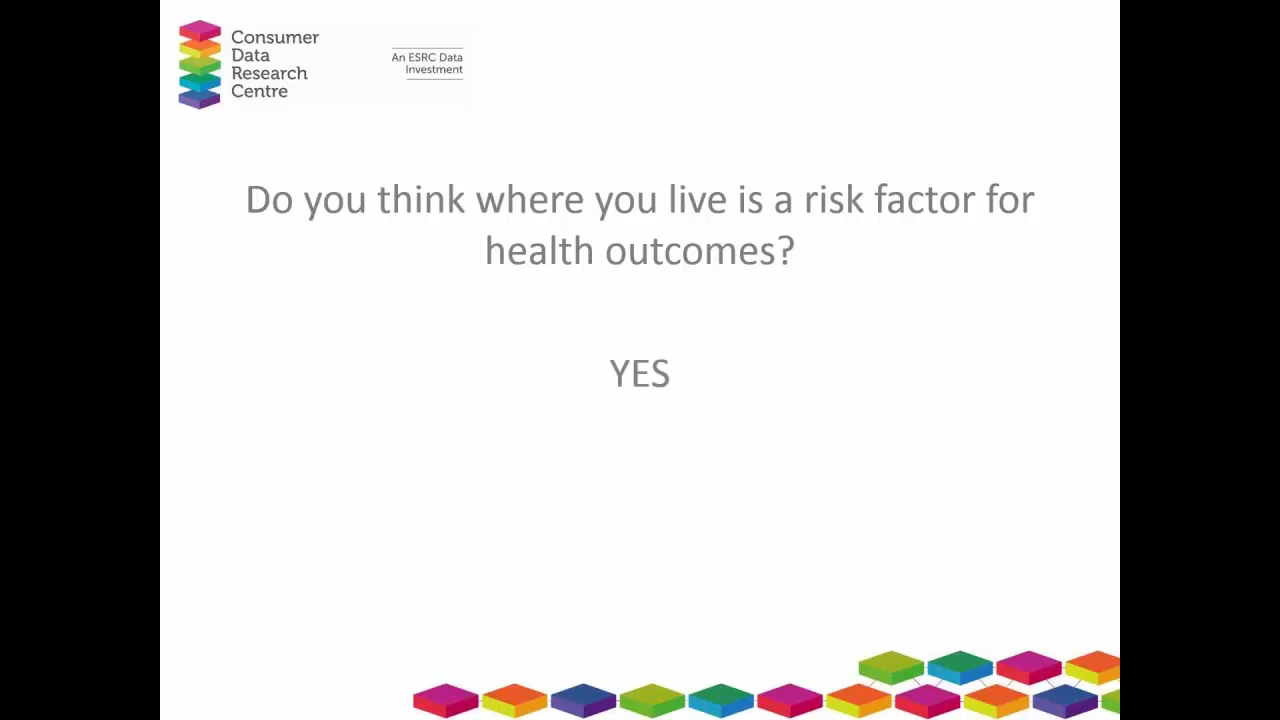 Consumer
Data
Research
Centre
An ESRC Data
Investment
Do you think where you live is a risk factor for
health outcomes?
YES